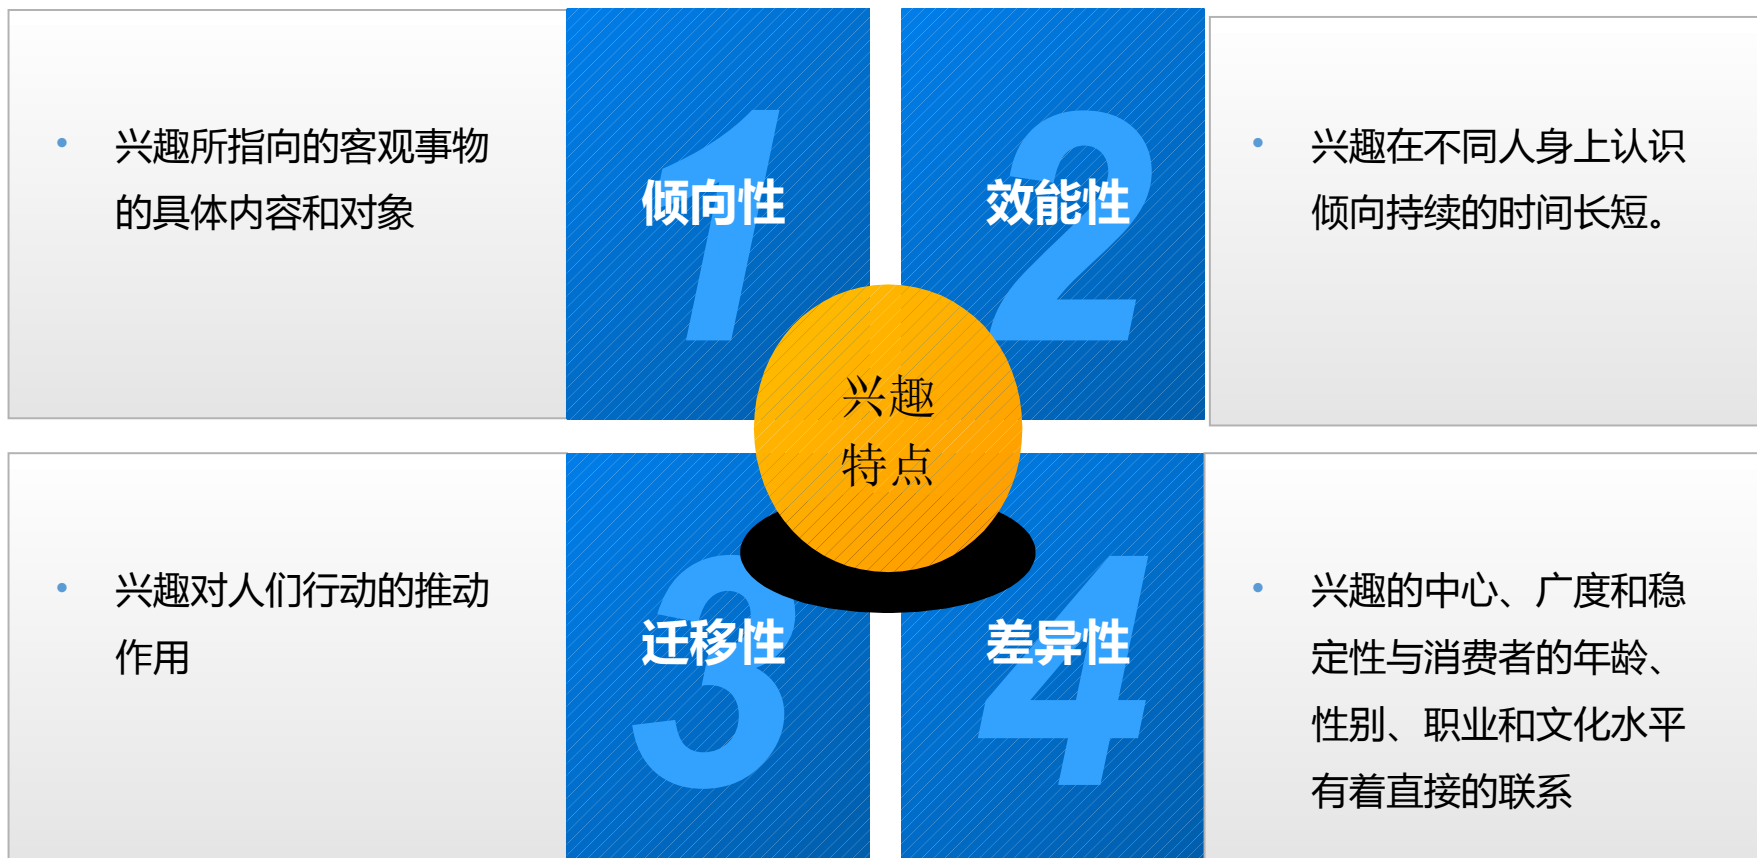 兴趣所指向的客观事物
的具体内容和对象
1
倾向性
2
效能性
兴趣在不同人身上认识
倾向持续的时间长短。
兴趣
特点
兴趣对人们行动的推动
作用
3
迁移性
4
差异性
兴趣的中心、广度和稳
定性与消费者的年龄、
性别、职业和文化水平
有着直接的联系